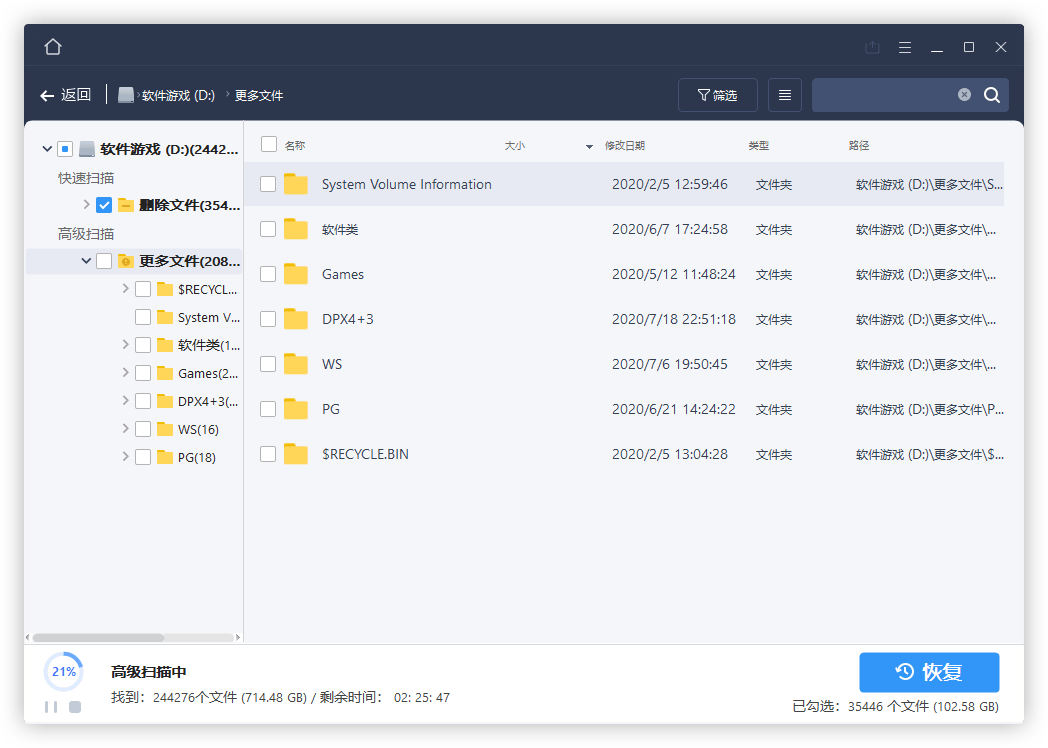 返回 软件游戏 (D:) 更多文件 筛选
软件游戏 (D:)(2442...
快速扫描
删除文件(354...
高级扫描
更多文件(208...
$RECYCL...
System V...
软件类(1...
Games(2...
DPX4+3(...
WS(16)
PG(18)
名称 大小 修改日期 类型 路径
System Volume Information 2020/2/5 12:59:46 文件夹 软件游戏 (D:)\更多文件\S...
软件类 2020/6/7 17:24:58 文件夹 软件游戏 (D:)\更多文件\...
Games 2020/5/12 11:48:24 文件夹 软件游戏 (D:)\更多文件\...
DPX4+3 2020/7/18 22:51:18 文件夹 软件游戏 (D:)\更多文件\...
WS 2020/7/6 19:50:45 文件夹 软件游戏 (D:)\更多文件\...
PG 2020/6/21 14:24:22 文件夹 软件游戏 (D:)\更多文件\P...
$RECYCLE.BIN 2020/2/5 13:04:28 文件夹 软件游戏 (D:)\更多文件\$...
21%
高级扫描中
找到：244276个文件 (714.48 GB) / 剩余时间： 02: 25: 47
恢复
已勾选：35446 个文件 (102.58 GB)